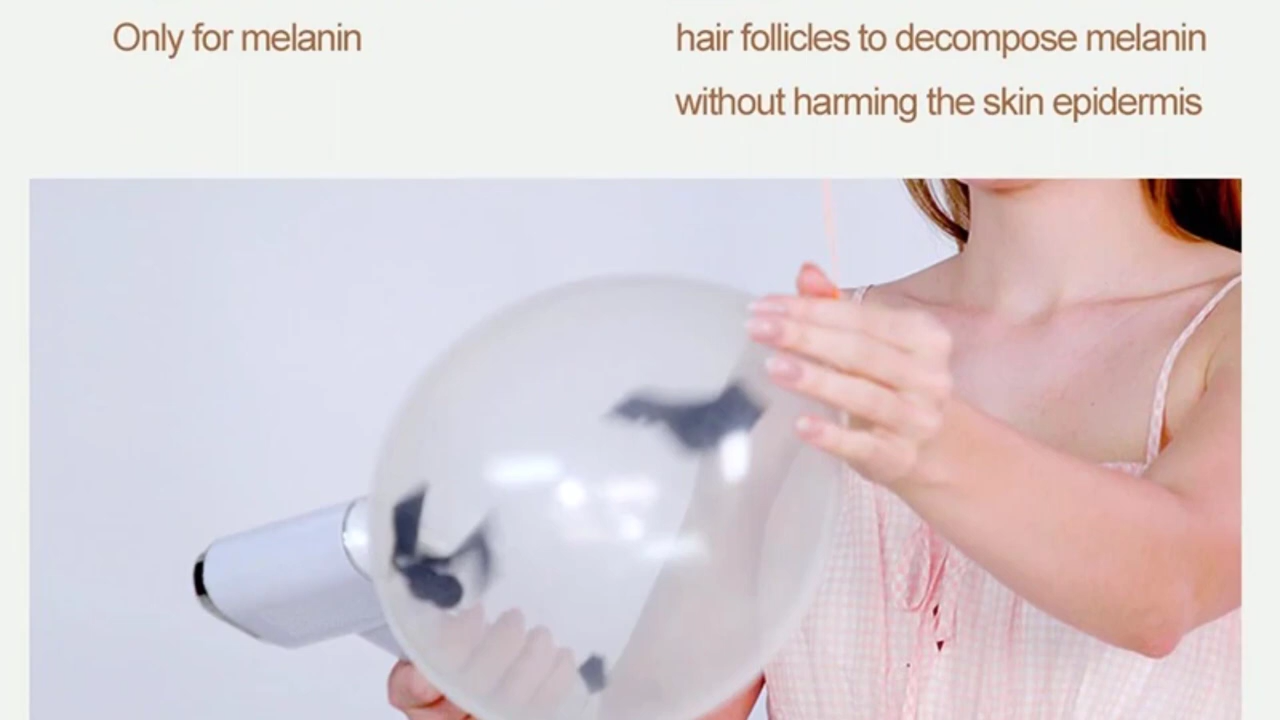 Only for melanin
hair follicles to decompose melanin
without harming the skin epidermis